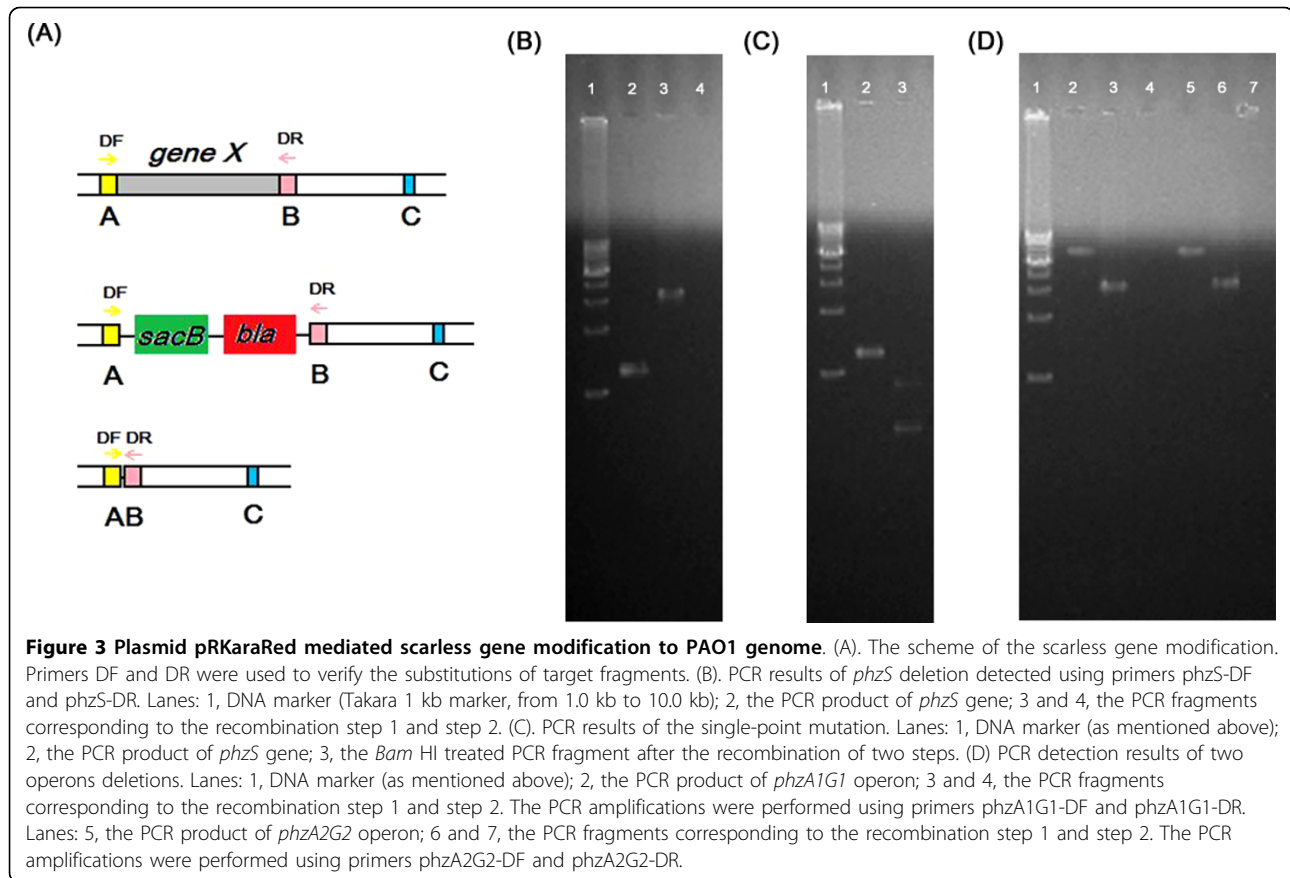 (A)
DF
gene X
DR
A
B
C
DF
sacB
bla
DR
A
B
C
DF DR
AB
C
(B)
1 2 3 4
(C)
1 2 3
(D)
1 2 3 4 5 6 7
Figure 3 Plasmid pRKaraRed mediated scarless gene modification to PAO1 genome. (A). The scheme of the scarless gene modification.
Primers DF and DR were used to verify the substitutions of target fragments. (B). PCR results of phzS deletion detected using primers phzS-DF
and phzS-DR. Lanes: 1, DNA marker (Takara 1 kb marker, from 1.0 kb to 10.0 kb); 2, the PCR product of phzS gene; 3 and 4, the PCR fragments
corresponding to the recombination step 1 and step 2. (C). PCR results of the single-point mutation. Lanes: 1, DNA marker (as mentioned above);
2, the PCR product of phzS gene; 3, the Bam HI treated PCR fragment after the recombination of two steps. (D) PCR detection results of two
operons deletions. Lanes: 1, DNA marker (as mentioned above); 2, the PCR product of phzA1G1 operon; 3 and 4, the PCR fragments
corresponding to the recombination step 1 and step 2. The PCR amplifications were performed using primers phzA1G1-DF and phzA1G1-DR.
Lanes: 5, the PCR product of phzA2G2 operon; 6 and 7, the PCR fragments corresponding to the recombination step 1 and step 2. The PCR
amplifications were performed using primers phzA2G2-DF and phzA2G2-DR.